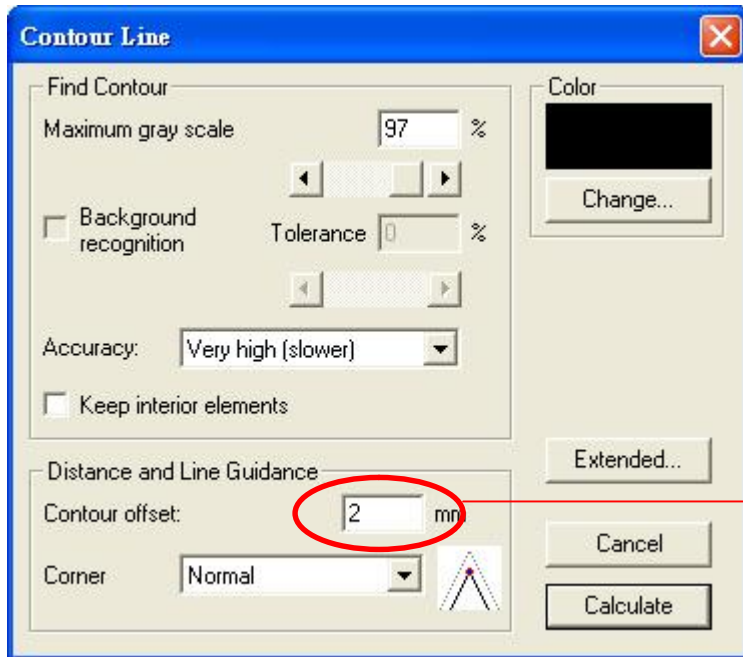 Contour Line
Find Contour
Maximum gray scale 97 %
Background recognition
Tolerance 0 %
Accuracy: Very high (slower)
Keep interior elements
Color
Change...
Distance and Line Guidance
Contour offset: 2 mm
Corner Normal
Extended...
Cancel
Calculate